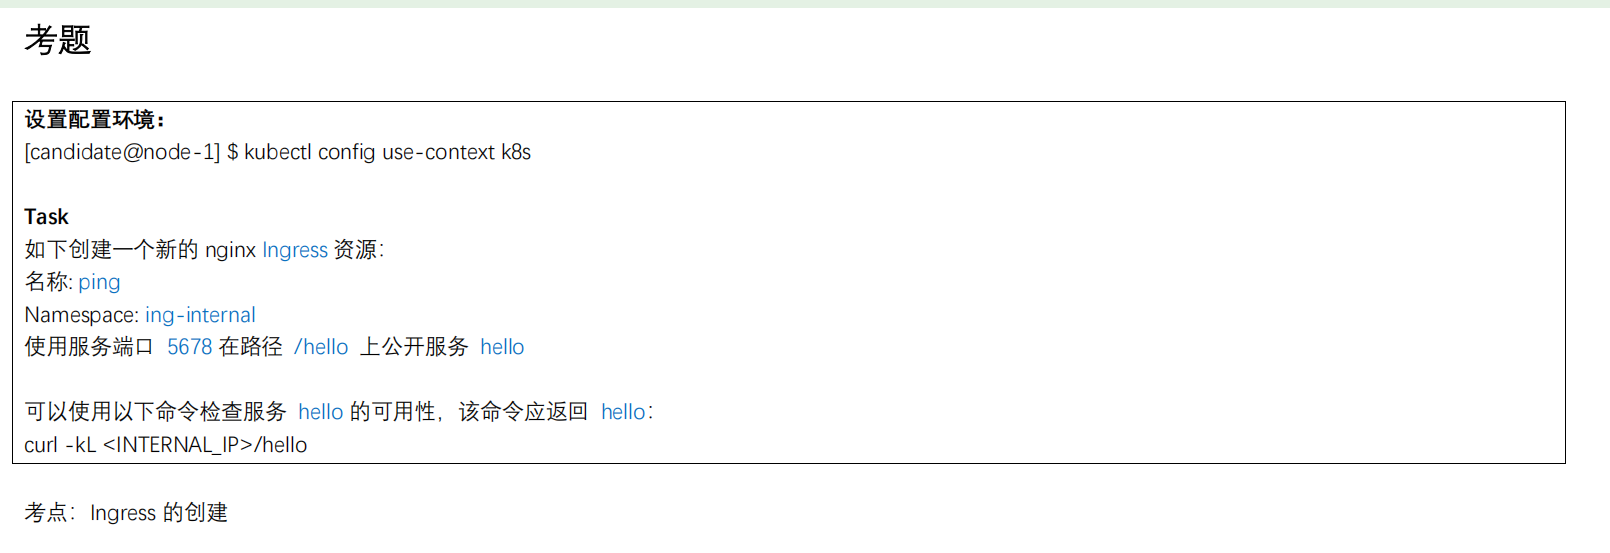 考题
设置配置环境：
[candidate@node-1] $ kubectl config use-context k8s
Task
如下创建一个新的 nginx Ingress 资源：
名称: ping
Namespace: ing-internal
使用服务端口 5678 在路径 /hello 上公开服务 hello
可以使用以下命令检查服务 hello 的可用性，该命令应返回 hello：
curl -kL <INTERNAL_IP>/hello
考点：Ingress 的创建